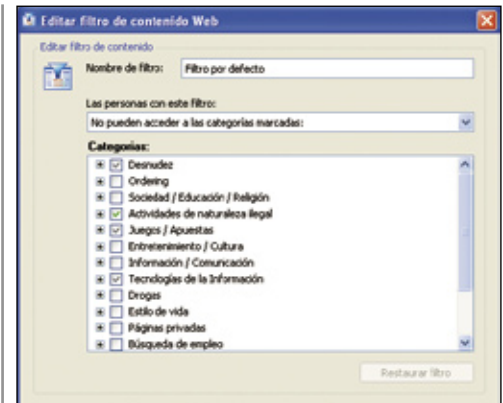 Editar filtro de contenido Web
Editar filtro de contenido
Nombre de filtro: Filtro por defecto
Las personas con este filtro:
No pueden acceder a las categorías marcadas:
Categorias:
Desnudez
Ordering
Sociedad / Educación / Religión
Actividades de naturaleza ilegal
Juegos / Apuestas
Entretenimiento / Cultura
Información / Comunicación
Tecnologías de la Información
Drogas
Estilo de vida
Páginas privadas
Búsqueda de empleo
Restaurar filtro